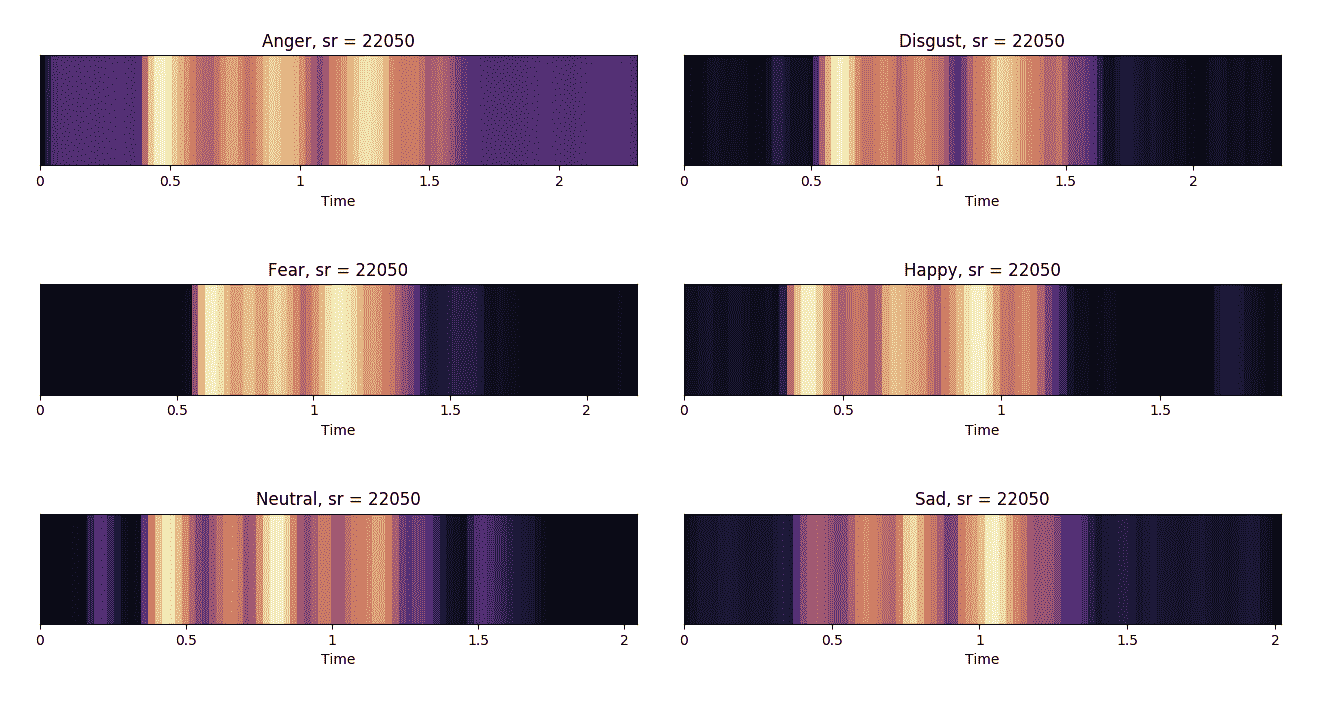 Anger, sr = 22050
0 0.5 1 1.5 2
Time
Disgust, sr = 22050
0 0.5 1 1.5 2
Time
Fear, sr = 22050
0 0.5 1 1.5 2
Time
Happy, sr = 22050
0 0.5 1 1.5
Time
Neutral, sr = 22050
0 0.5 1 1.5 2
Time
Sad, sr = 22050
0 0.5 1 1.5 2
Time